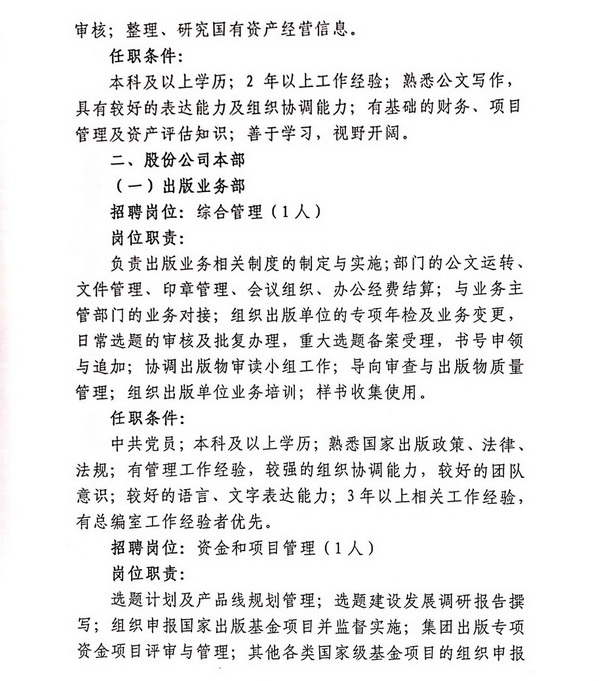 审核；整理、研究国有资产经营信息。
任职条件：
本科及以上学历；2 年以上工作经验；熟悉公文写作，
具有较好的表达能力及组织协调能力；有基础的财务、项目
管理及资产评估知识；善于学习，视野开阔。
二、股份公司本部
（一）出版业务部
招聘岗位：综合管理（1人）
岗位职责：
负责出版业务相关制度的制定与实施；部门的公文运转、
文件管理、印章管理、会议组织、办公经费结算；与业务主
管部门的业务对接；组织出版单位的专项年检及业务变更，
日常选题的审核及批复办理，重大选题备案受理，书号申领
与追加；协调出版物审读小组工作；导向审查与出版物质量
管理；组织出版单位业务培训；样书收集使用。
任职条件：
中共党员；本科及以上学历；熟悉国家出版政策、法律、
法规；有管理工作经验，较强的组织协调能力，较好的团队
意识；较好的语言、文字表达能力；3年以上相关工作经验，
有总编室工作经验者优先。
招聘岗位：资金和项目管理（1人）
岗位职责：
选题计划及产品线规划管理；选题建设发展调研报告撰
写；组织申报国家出版基金项目并监督实施；集团出版专项
资金项目评审与管理；其他各类国家级基金项目的组织申报